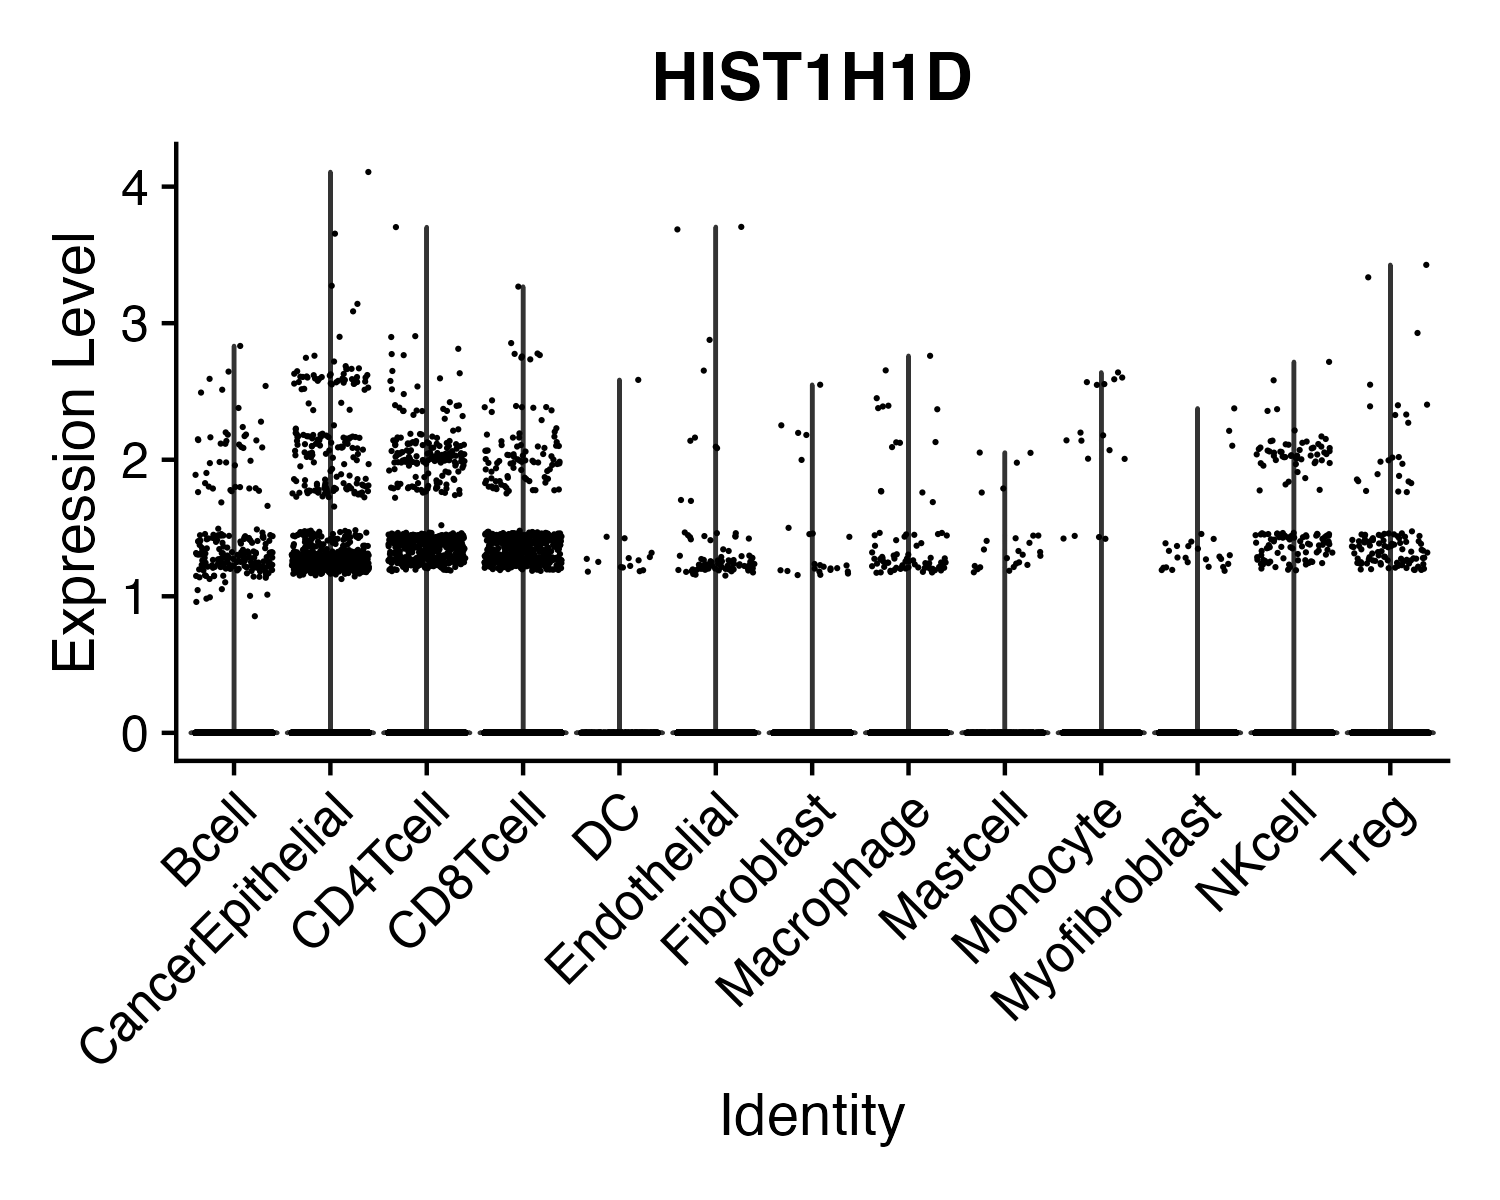 HIST1H1D
Expression Level
4
3
2
1
0
Bcell
CancerEpithelial
CD4Tcell
CD8Tcell
DC
Endothelial
Fibroblast
Macrophage
Mastcell
Monocyte
Myofibroblast
NKcell
Treg
Identity